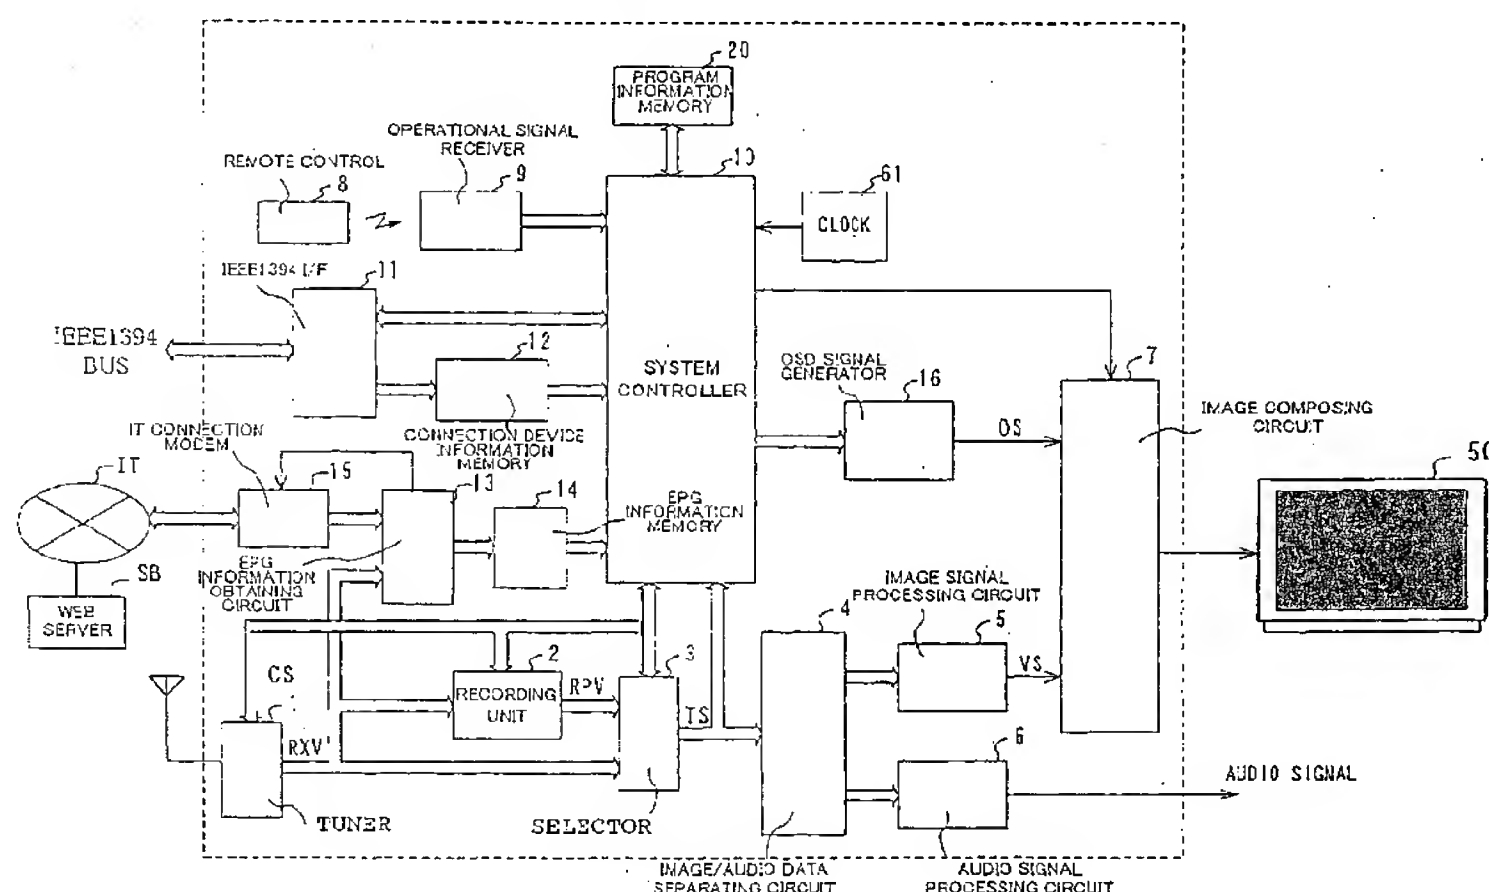 20
PROGRAM
INFORMATION
MEMORY
OPERATIONAL SIGNAL
RECEIVER
10
REMOTE CONTROL
8
9
61
CLOCK
IEEE1394 I/F
11
IEEE1394
BUS
12
SYSTEM
CONTROLLER
OSD SIGNAL
GENERATOR
16
7
IMAGE COMPOSING
CIRCUIT
OS
IT CONNECTION
MODEM
CONNECTION DEVICE
INFORMATION
MEMORY
IT
15
13
14
EPG
INFORMATION
MEMORY
50
SB
WEB
SERVER
EPG
INFORMATION
OBTAINING
CIRCUIT
IMAGE SIGNAL
PROCESSING CIRCUIT
4
5
VS
CS
2
3
RECORDING
UNIT
RPV
TS
RXV
6
AUDIO SIGNAL
TUNER
SELECTOR
IMAGE/AUDIO DATA
SEPARATING CIRCUIT
AUDIO SIGNAL
PROCESSING CIRCUIT